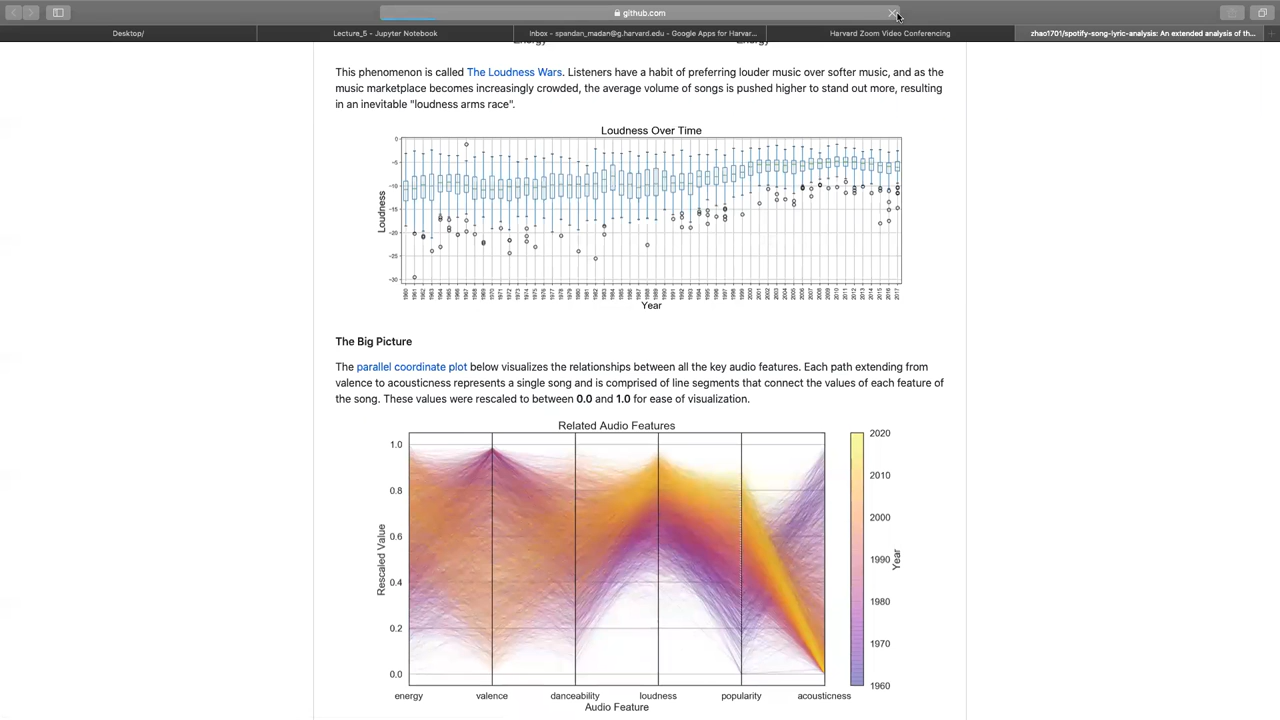 github.com
Desktop/
Lecture_5 - Jupyter Notebook
Inbox - spandan_madan@g.harvard.edu - Google Apps for Harvar...
Harvard Zoom Video Conferencing
zhao1701/spotify-song-lyric-analysis: An extended analysis of th...
This phenomenon is called The Loudness Wars. Listeners have a habit of preferring louder music over softer music, and as the
music marketplace becomes increasingly crowded, the average volume of songs is pushed higher to stand out more, resulting
in an inevitable "loudness arms race".
Loudness Over Time
Loudness
0
-5
-10
-15
-20
-25
-30
Year
The Big Picture
The parallel coordinate plot below visualizes the relationships between all the key audio features. Each path extending from
valence to acousticness represents a single song and is comprised of line segments that connect the values of each feature of
the song. These values were rescaled to between 0.0 and 1.0 for ease of visualization.
Related Audio Features
Rescaled Value
1.0
0.8
0.6
0.4
0.2
0.0
energy valence danceability loudness popularity acousticness
Audio Feature
2020
2010
2000
1990
1980
1970
1960
Year